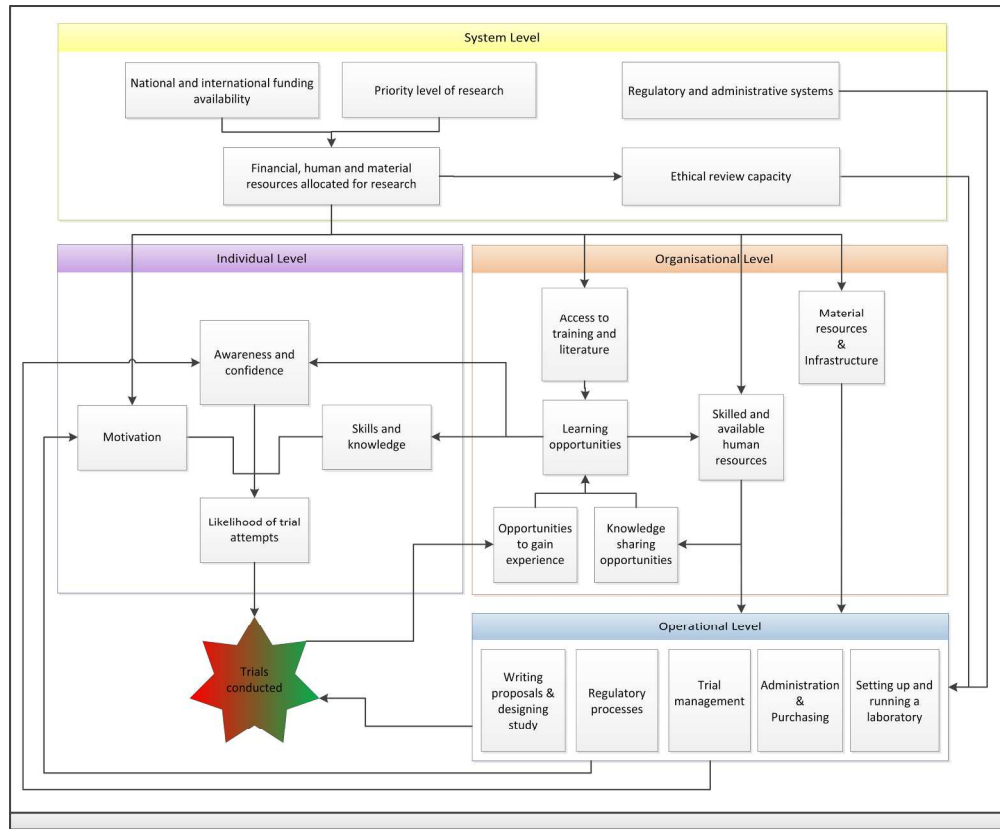 System Level
National and international funding
availability
Priority level of research
Regulatory and administrative systems
Financial, human and material
resources allocated for research
Ethical review capacity
Individual Level
Organisational Level
Access to
training and
literature
Material
resources
&
Infrastructure
Awareness and
confidence
Motivation
Skills and
knowledge
Learning
opportunities
Skilled and
available
human
resources
Likelihood of trial
attempts
Opportunities
to gain
experience
Knowledge
sharing
opportunities
Trials
conducted
Operational Level
Writing
proposals &
designing
study
Regulatory
processes
Trial
management
Administration
&
Purchasing
Setting up and
running a
laboratory